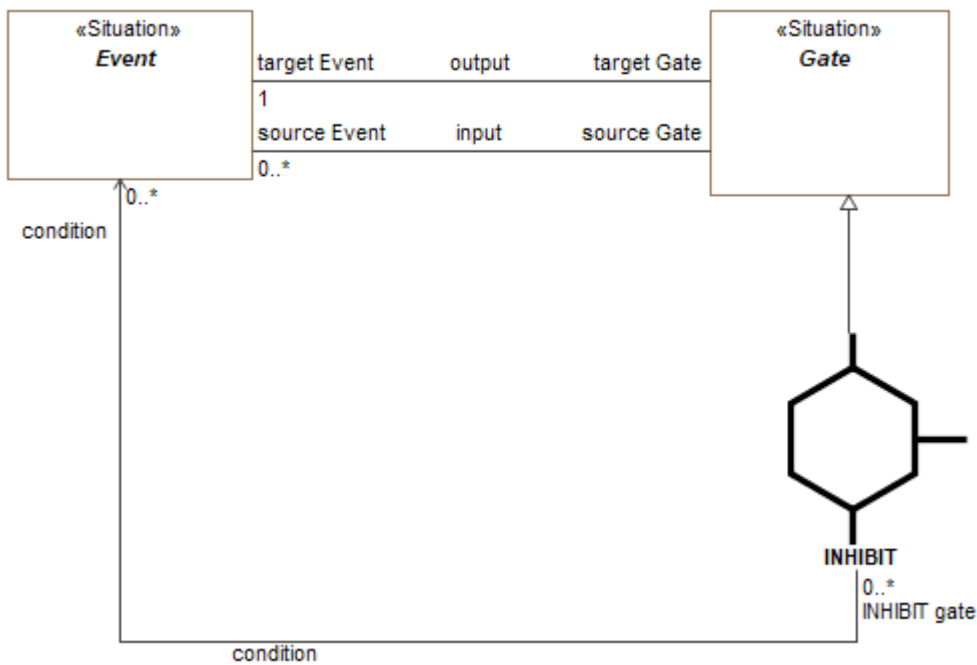 «Situation»
Event
«Situation»
Gate
target Event
output
target Gate
1
source Event
input
source Gate
0..*
0..*
condition
INHIBIT
0..*
INHIBIT gate
condition